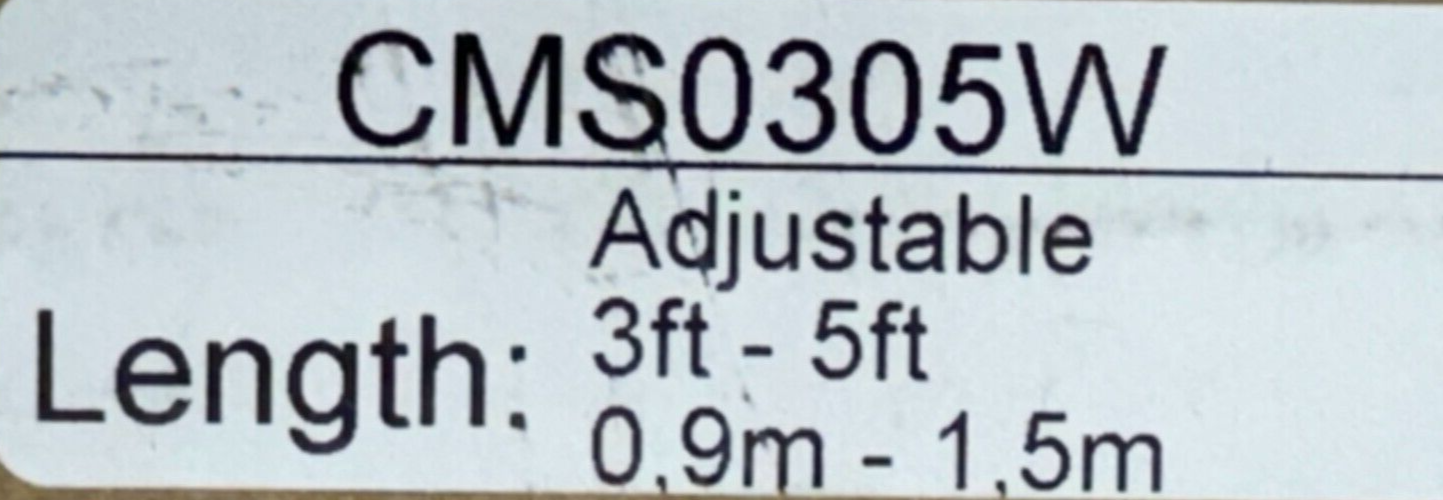 CMS0305W
Adjustable
Length: 3ft - 5ft
0,9m - 1,5m